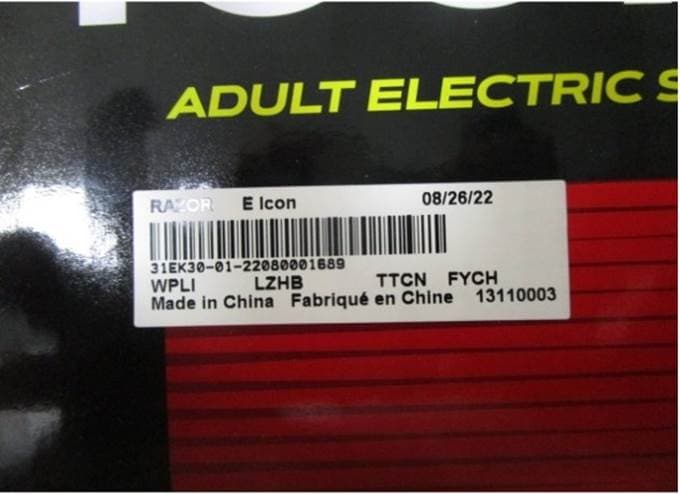 ADULT ELECTRIC S
RAZOR E Icon 08/26/22
31EK30-01-22080001689
WPLI LZHB TTCN FYCH
Made in China Fabriqué en Chine 13110003